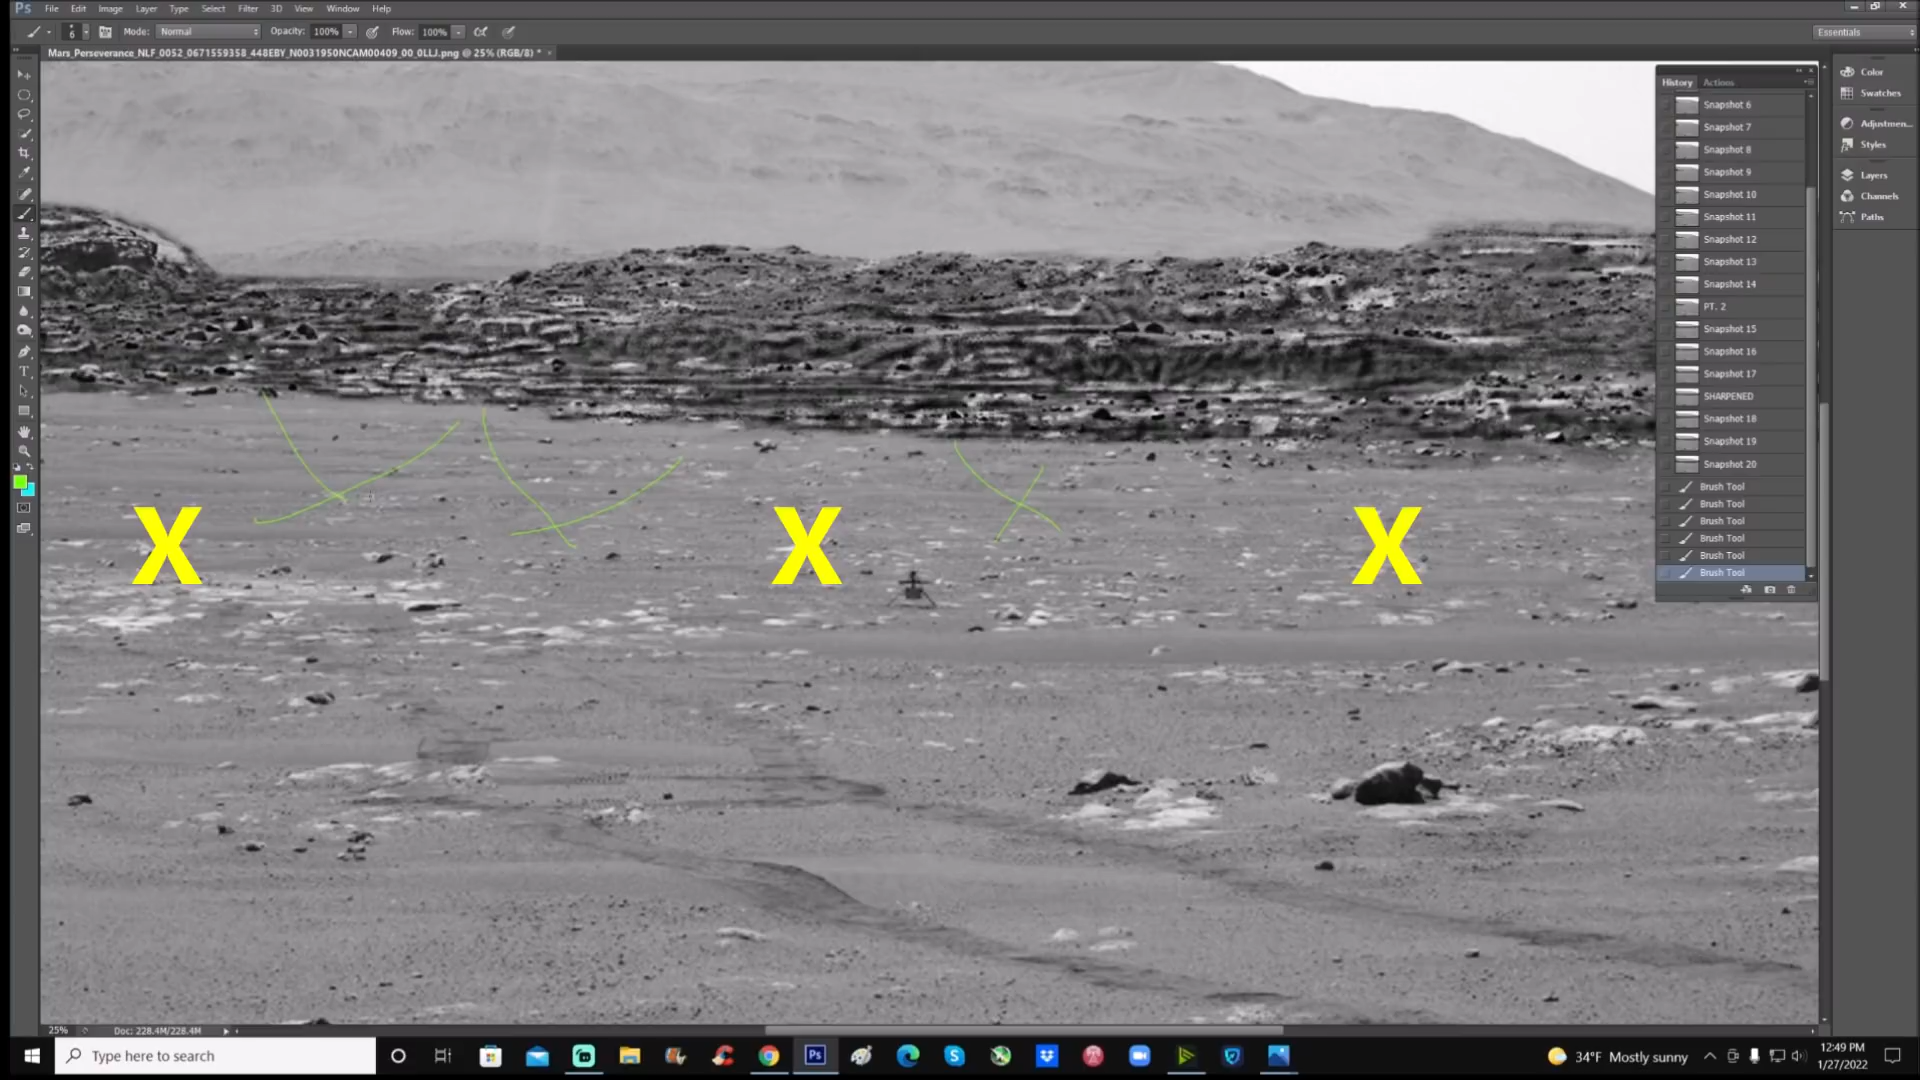 Ps File Edit Image Layer Type Select Filter 3D View Window Help
6 Mode: Normal Opacity: 100% Flow: 100% Essentials
Mars_Perseverance_NLF_0052_0671559358_448EBY_N0031950NCAM00409_00_0LLJ.png @ 25% (RGB/8) *
History Actions
Snapshot 6
Snapshot 7
Snapshot 8
Snapshot 9
Snapshot 10
Snapshot 11
Snapshot 12
Snapshot 13
Snapshot 14
PT. 2
Snapshot 15
Snapshot 16
Snapshot 17
SHARPENED
Snapshot 18
Snapshot 19
Snapshot 20
Brush Tool
Brush Tool
Brush Tool
Brush Tool
Brush Tool
Brush Tool
Color
Swatches
Adjustmen...
Styles
Layers
Channels
Paths
X X X
25% Doc: 228.4M/228.4M
Type here to search
Ps
34°F Mostly sunny
12:49 PM
1/27/2022